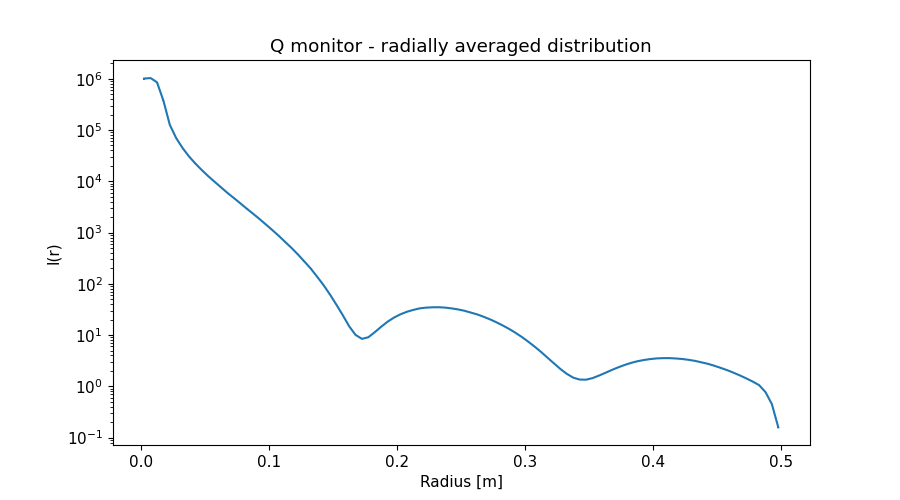 Q monitor - radially averaged distribution
10⁶
10⁵
10⁴
10³
10²
10¹
10⁰
10⁻¹
I(r)
0.0 0.1 0.2 0.3 0.4 0.5
Radius [m]